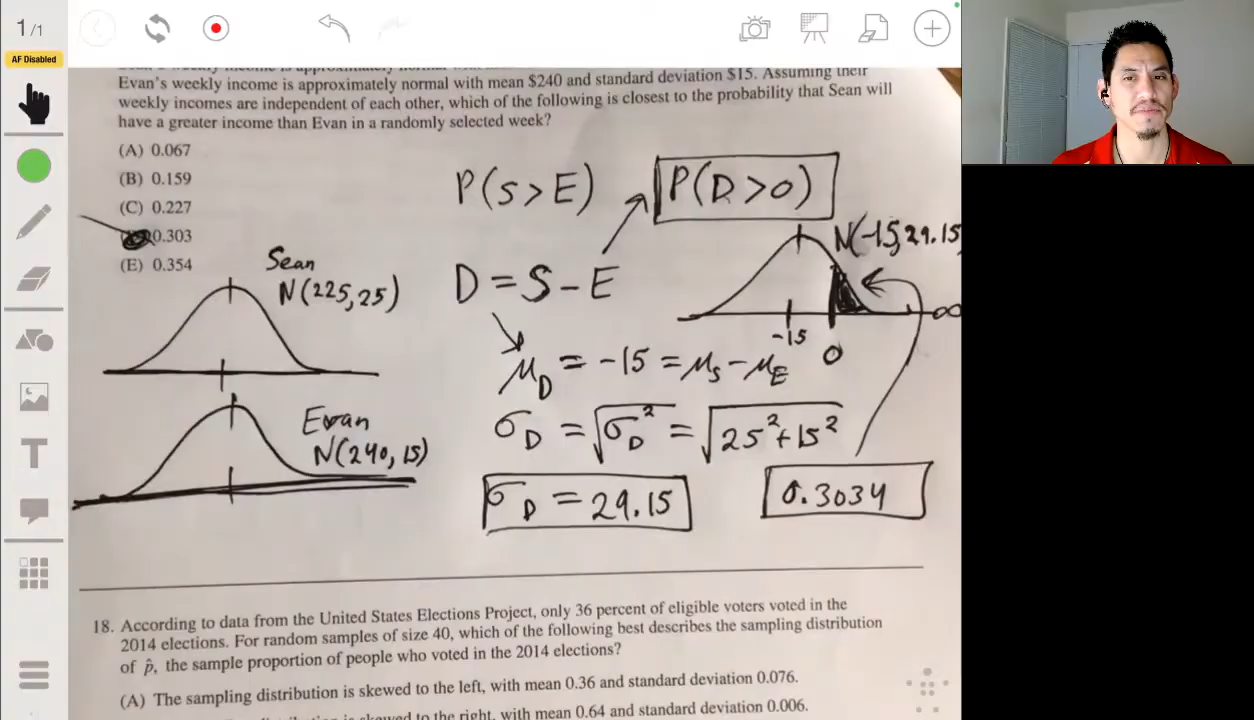 1/1
AF Disabled
Evan's weekly income is approximately normal with mean $240 and standard deviation $15. Assuming their
weekly incomes are independent of each other, which of the following is closest to the probability that Sean will
have a greater income than Evan in a randomly selected week?
(A) 0.067
(B) 0.159
(C) 0.227
0.303
(E) 0.354
P(S>E)
P(D>0)
N(-15,29.15
Sean
N(225,25)
D = S - E
∞
-15
0
μD = -15 = μS - μE
Evan
N(240,15)
σD = √σD² = √25²+15²
σD = 29.15
0.3034
18. According to data from the United States Elections Project, only 36 percent of eligible voters voted in the
2014 elections. For random samples of size 40, which of the following best describes the sampling distribution
of p̂, the sample proportion of people who voted in the 2014 elections?
(A) The sampling distribution is skewed to the left, with mean 0.36 and standard deviation 0.076.
is skewed to the right, with mean 0.64 and standard deviation 0.006.
T